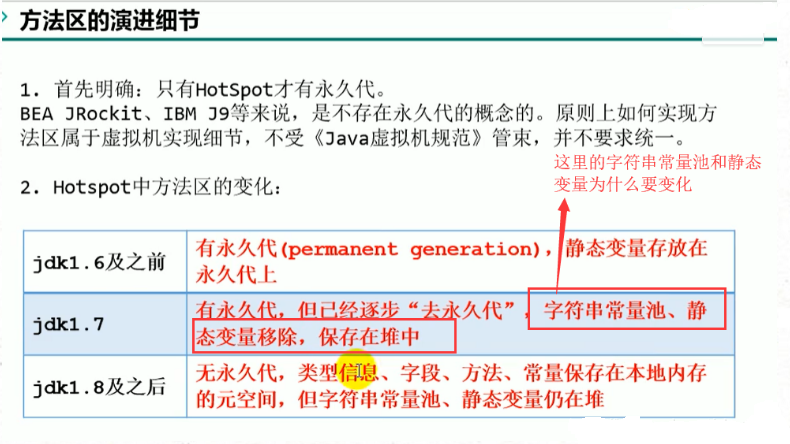 方法区的演进细节
1. 首先明确：只有HotSpot才有永久代。
BEA JRockit、IBM J9等来说，是不存在永久代的概念的。原则上如何实现方
法区属于虚拟机实现细节，不受《Java虚拟机规范》管束，并不要求统一。
这里的字符串常量池和静态
变量为什么要变化
2. Hotspot中方法区的变化：
jdk1.6及之前
有永久代(permanent generation)，静态变量存放在
永久代上
jdk1.7
有永久代，但已经逐步“去永久代”，字符串常量池、静
态变量移除，保存在堆中
jdk1.8及之后
无永久代，类型信息、字段、方法、常量保存在本地内存
的元空间，但字符串常量池、静态变量仍在堆